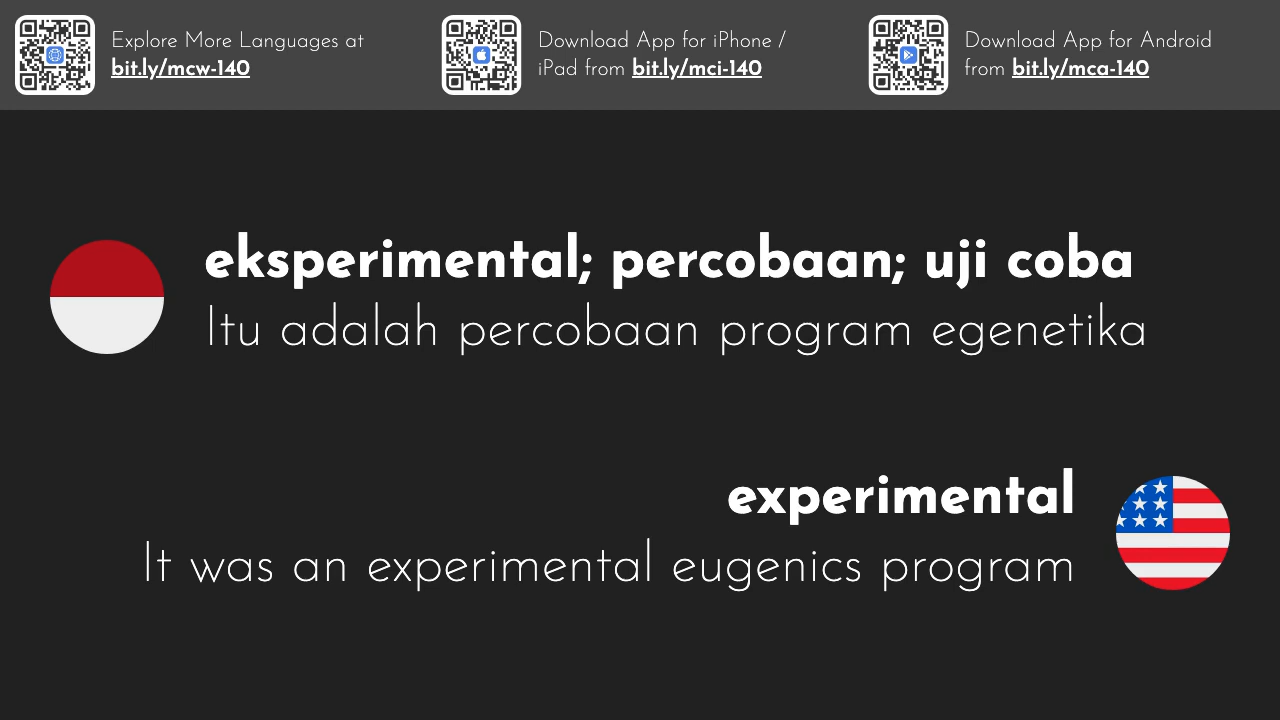 Explore More Languages at
bit.ly/mcw-140
Download App for iPhone /
iPad from bit.ly/mci-140
Download App for Android
from bit.ly/mca-140
eksperimental; percobaan; uji coba
Itu adalah percobaan program egenetika
experimental
It was an experimental eugenics program